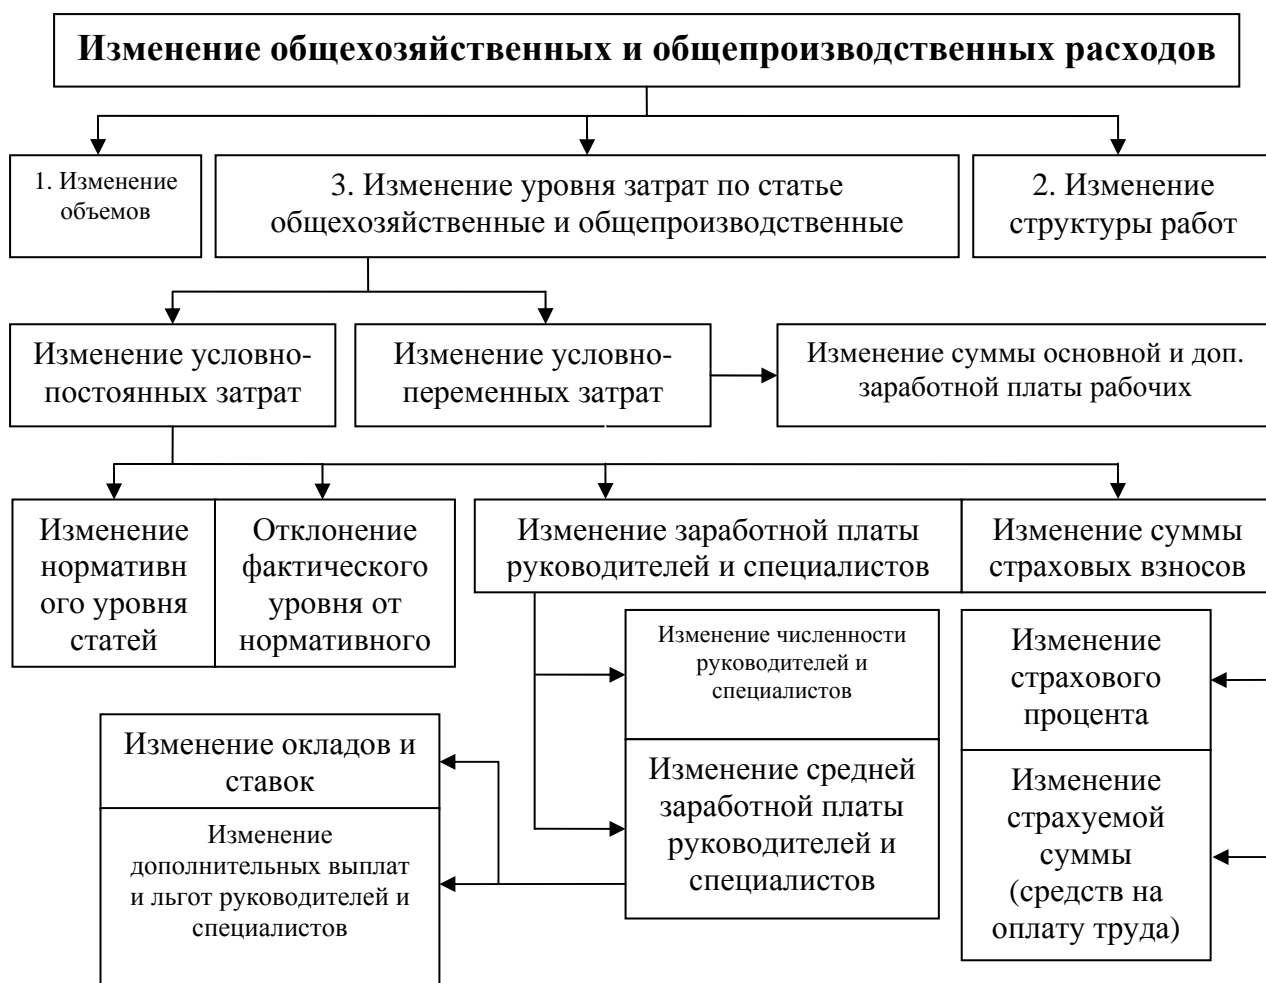 Изменение общехозяйственных и общепроизводственных расходов
1. Изменение
объемов
3. Изменение уровня затрат по статье
общехозяйственные и общепроизводственные
2. Изменение
структуры работ
Изменение условно-
постоянных затрат
Изменение условно-
переменных затрат
Изменение суммы основной и доп.
заработной платы рабочих
Изменение
нормативн
ого уровня
статей
Отклонение
фактического
уровня от
нормативного
Изменение заработной платы
руководителей и специалистов
Изменение суммы
страховых взносов
Изменение численности
руководителей и
специалистов
Изменение
страхового
процента
Изменение окладов и
ставок
Изменение средней
заработной платы
руководителей и
специалистов
Изменение
страхуемой
суммы
(средств на
оплату труда)
Изменение
дополнительных выплат
и льгот руководителей и
специалистов